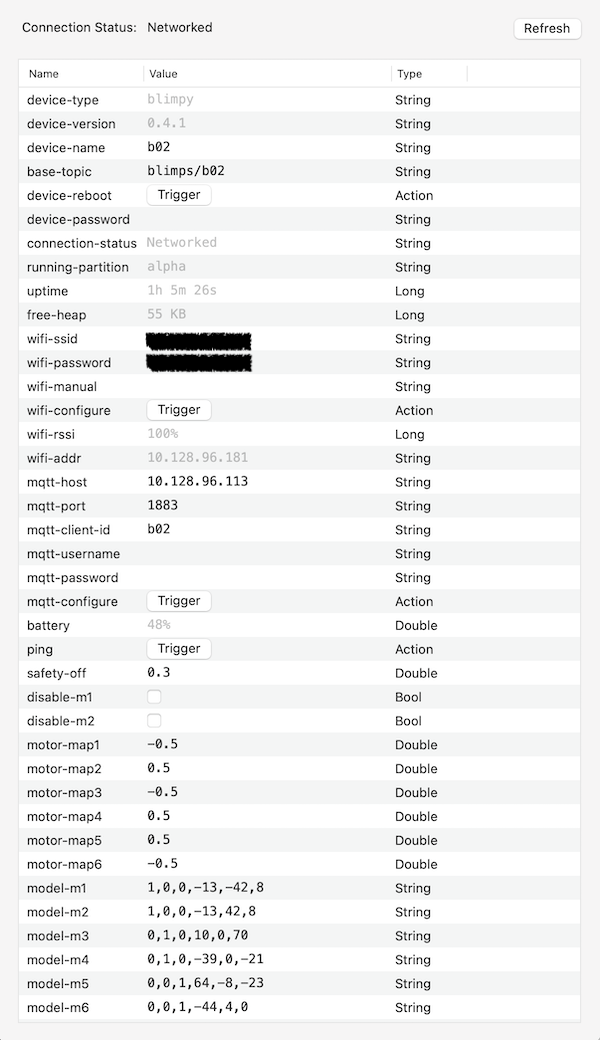 Connection Status: Networked Refresh
Name Value Type
device-type blimpy String
device-version 0.4.1 String
device-name b02 String
base-topic blimps/b02 String
device-reboot Trigger Action
device-password String
connection-status Networked String
running-partition alpha String
uptime 1h 5m 26s Long
free-heap 55 KB Long
wifi-ssid String
wifi-password String
wifi-manual String
wifi-configure Trigger Action
wifi-rssi 100% Long
wifi-addr 10.128.96.181 String
mqtt-host 10.128.96.113 String
mqtt-port 1883 String
mqtt-client-id b02 String
mqtt-username String
mqtt-password String
mqtt-configure Trigger Action
battery 48% Double
ping Trigger Action
safety-off 0.3 Double
disable-m1 Bool
disable-m2 Bool
motor-map1 -0.5 Double
motor-map2 0.5 Double
motor-map3 -0.5 Double
motor-map4 0.5 Double
motor-map5 0.5 Double
motor-map6 -0.5 Double
model-m1 1,0,0,-13,-42,8 String
model-m2 1,0,0,-13,42,8 String
model-m3 0,1,0,10,0,70 String
model-m4 0,1,0,-39,0,-21 String
model-m5 0,0,1,64,-8,-23 String
model-m6 0,0,1,-44,4,0 String